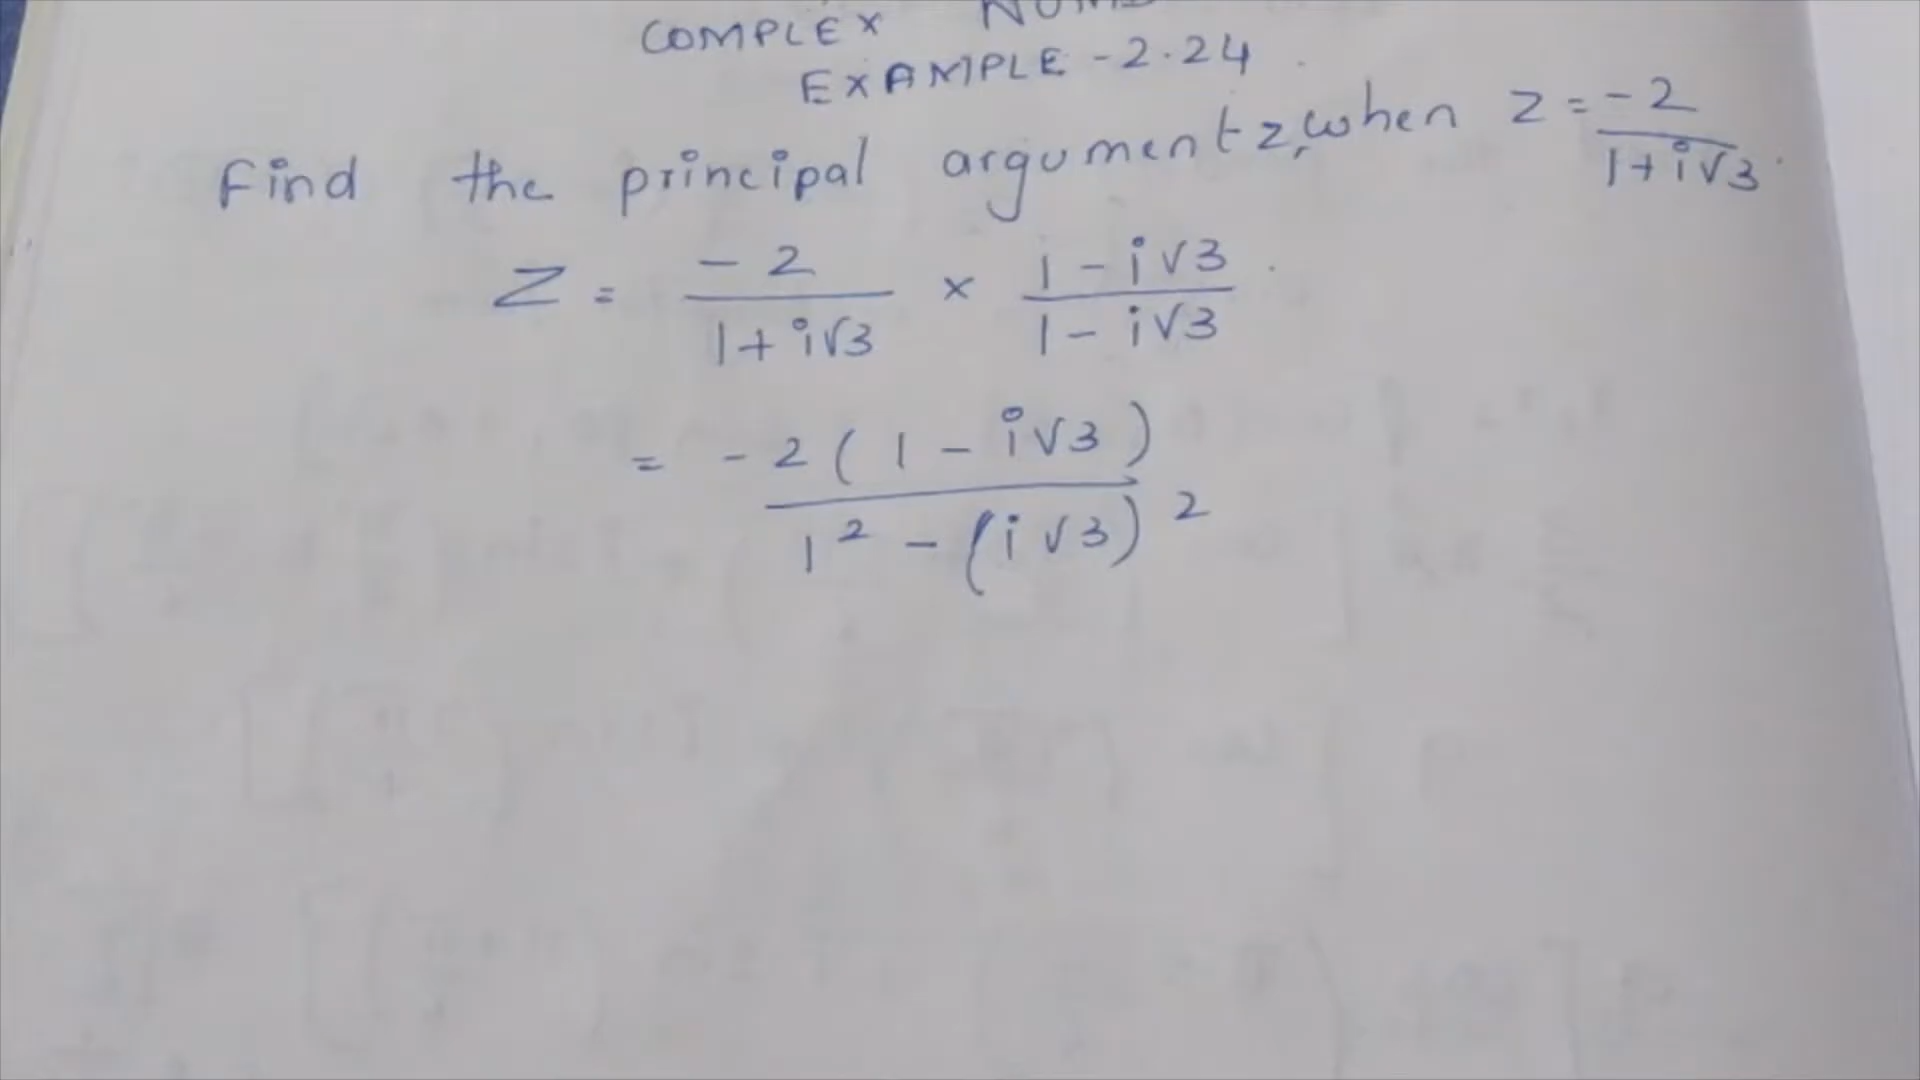 COMPLEX
EXAMPLE - 2.24
Find the principal argument z, when z = -2 / 1+i√3.
Z = -2 / 1+i√3 × 1-i√3 / 1-i√3
= -2(1-i√3) / 1² - (i√3)²